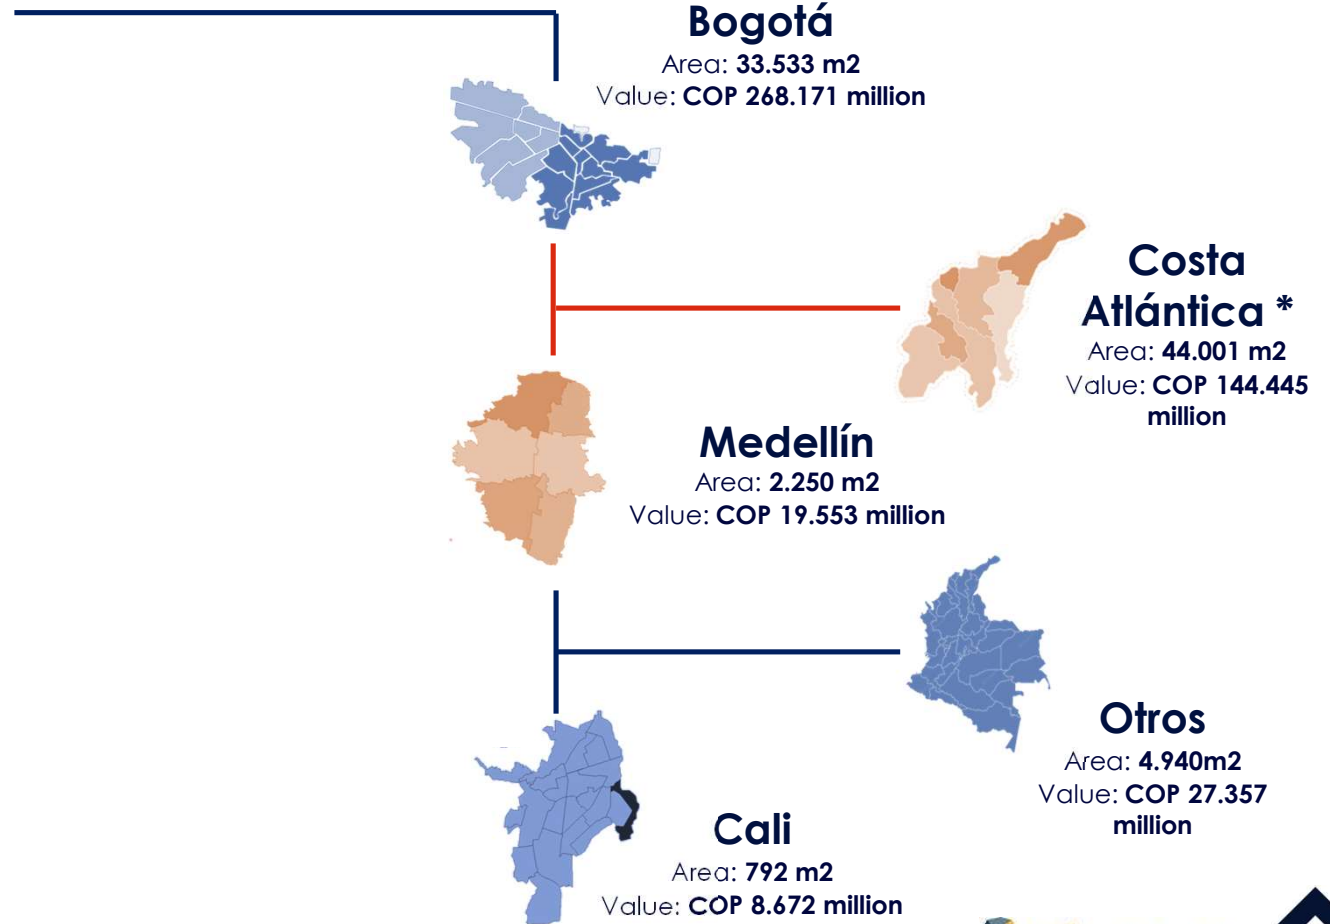 Bogotá
Area: 33.533 m2
Value: COP 268.171 million
Costa
Atlántica *
Area: 44.001 m2
Value: COP 144.445
million
Medellín
Area: 2.250 m2
Value: COP 19.553 million
Otros
Area: 4.940m2
Value: COP 27.357
million
Cali
Area: 792 m2
Value: COP 8.672 million